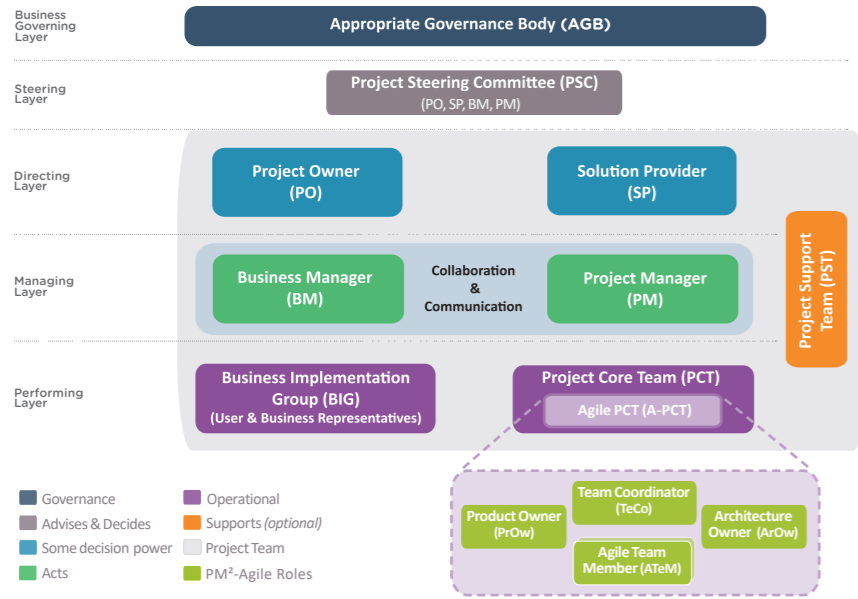 Business
Governing
Layer
Appropriate Governance Body (AGB)
Steering
Layer
Project Steering Committee (PSC)
(PO, SP, BM, PM)
Directing
Layer
Project Owner
(PO)
Solution Provider
(SP)
Project Support
Team (PST)
Managing
Layer
Business Manager
(BM)
Collaboration
&
Communication
Project Manager
(PM)
Performing
Layer
Business Implementation
Group (BIG)
(User & Business Representatives)
Project Core Team (PCT)
Agile PCT (A-PCT)
Product Owner
(PrOw)
Team Coordinator
(TeCo)
Architecture
Owner (ArOw)
Agile Team
Member (ATeM)
Governance
Advises & Decides
Some decision power
Acts
Operational
Supports (optional)
Project Team
PM²-Agile Roles